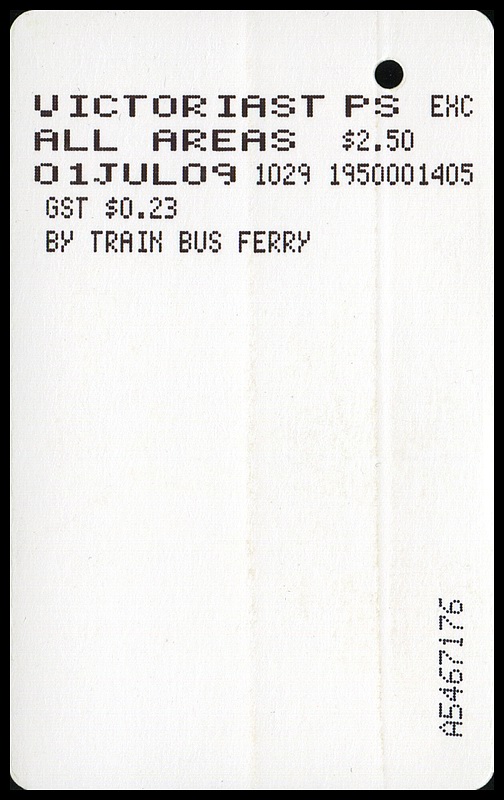 VICTORIAST PS EXC
ALL AREAS $2.50
01JUL09 1029 1950001405
GST $0.23
BY TRAIN BUS FERRY
A5467176